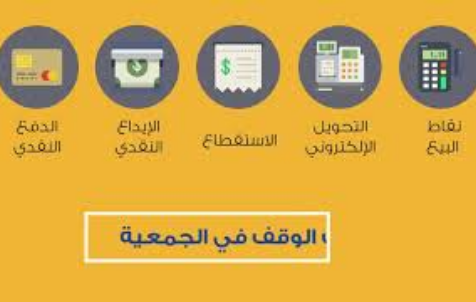 نقاط البيع
التحويل الإلكتروني
الاستقطاع
الإيداع النقدي
الدفع النقدي
الوقف في الجمعية